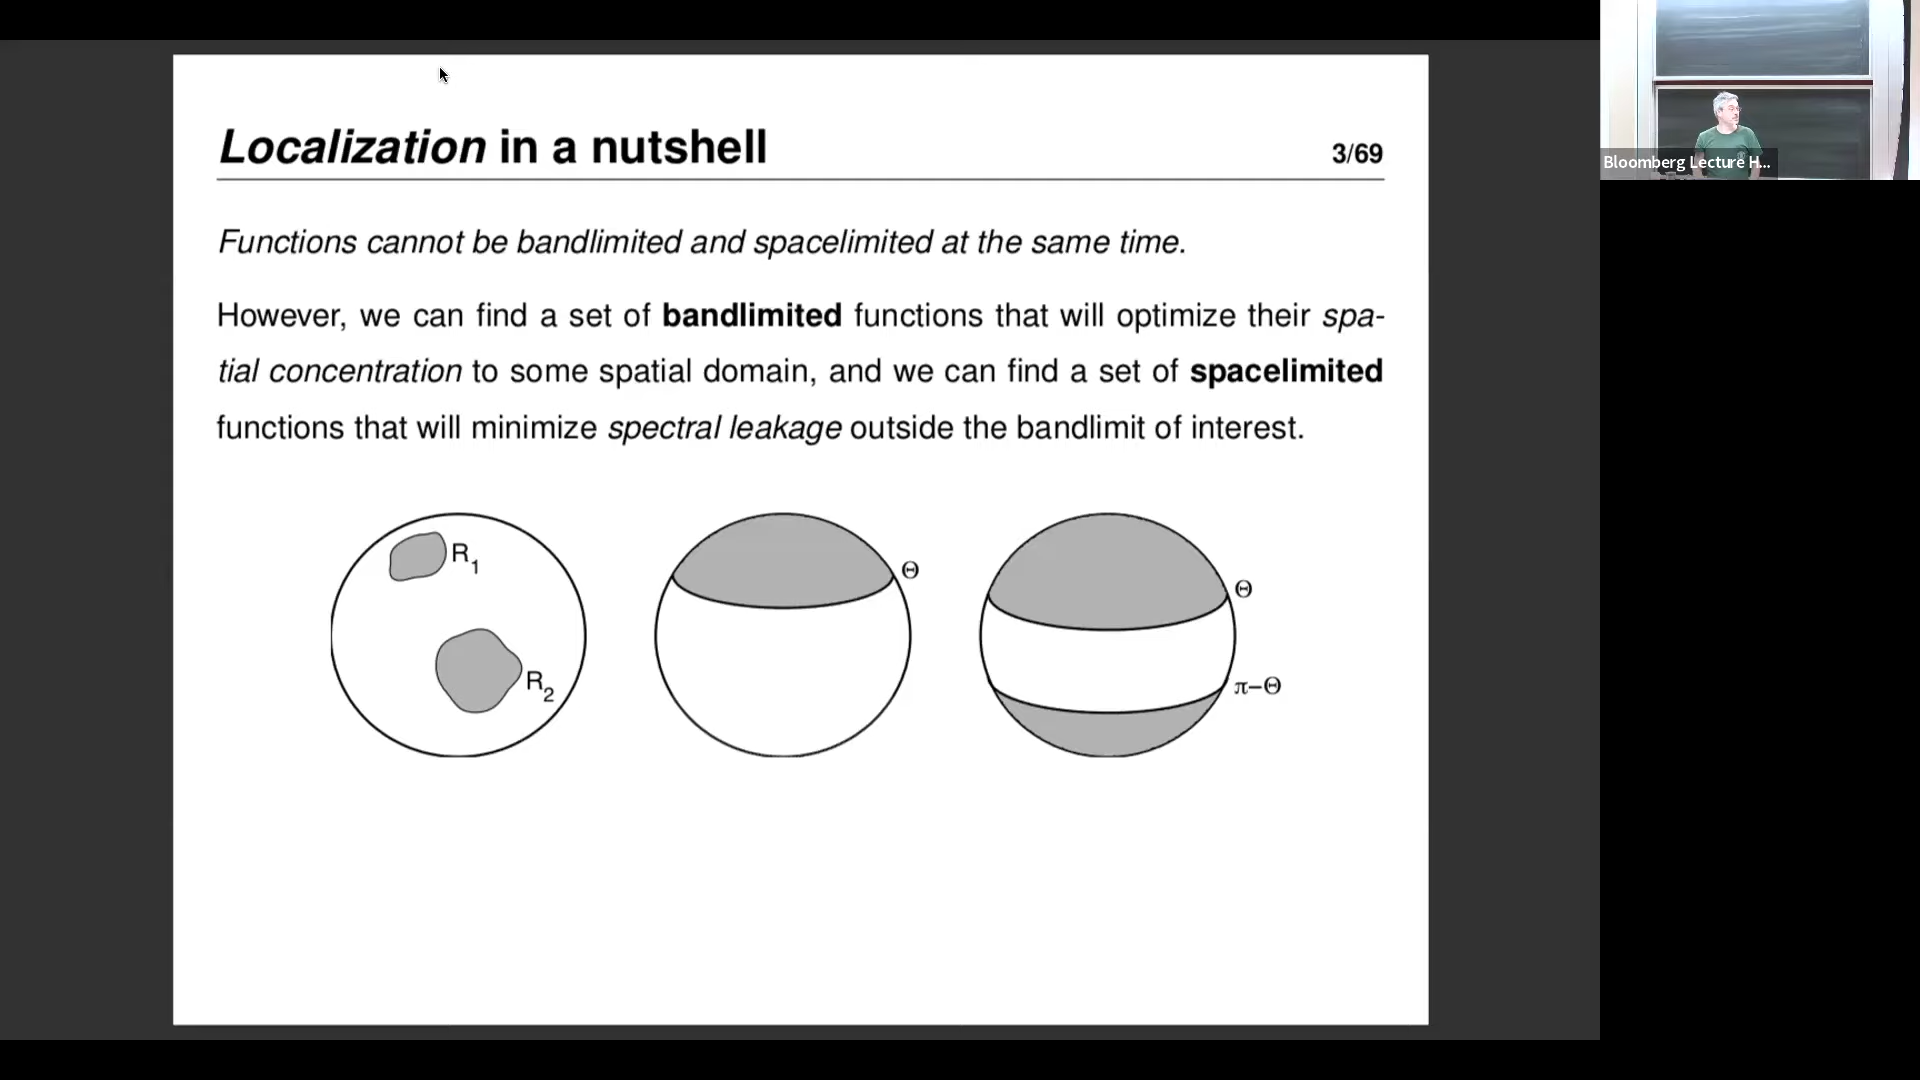 Localization in a nutshell
3/69
Functions cannot be bandlimited and spacelimited at the same time.
However, we can find a set of bandlimited functions that will optimize their spa-
tial concentration to some spatial domain, and we can find a set of spacelimited
functions that will minimize spectral leakage outside the bandlimit of interest.
R1
R2
Θ
Θ
π−Θ
Bloomberg Lecture H...